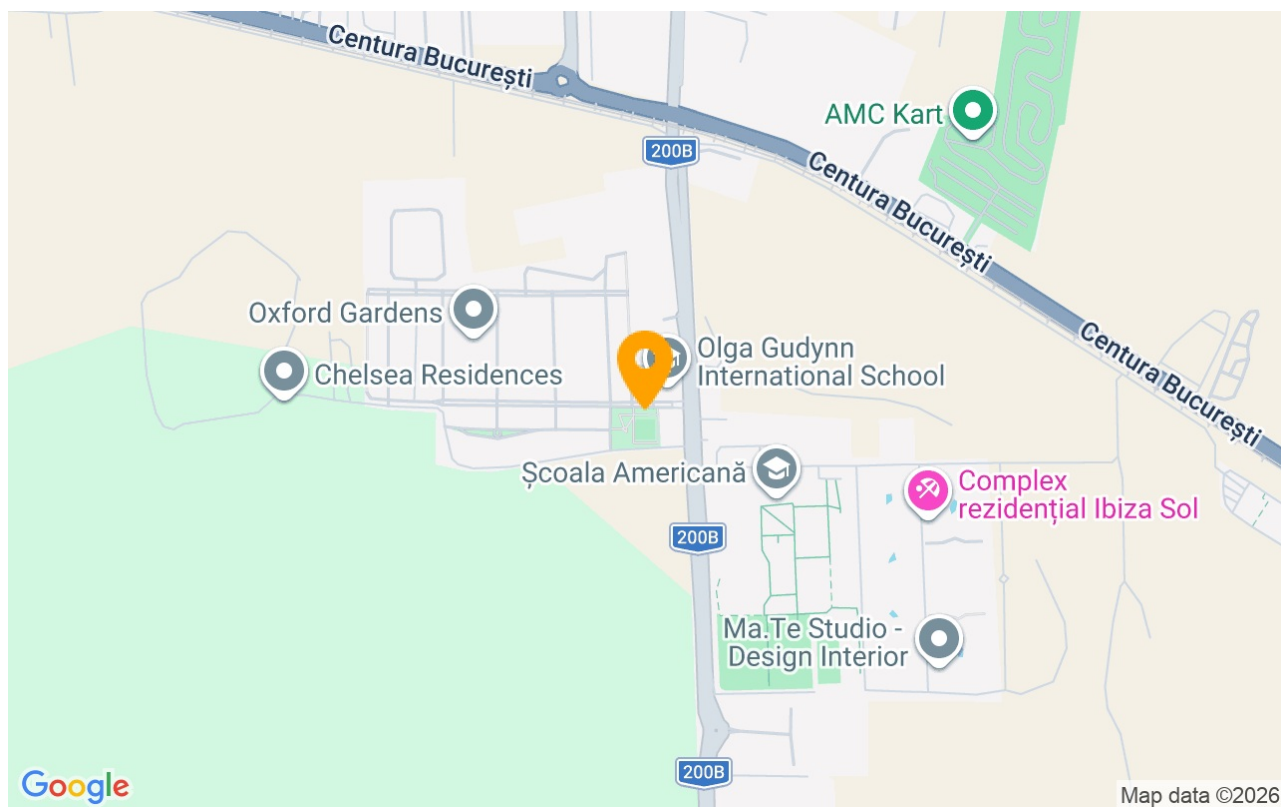 Centura București
AMC Kart
200B
Centura București
Oxford Gardens
Olga Gudynn
International School
Chelsea Residences
Centura București
Școala Americană
Complex
rezidențial Ibiza Sol
200B
Ma.Te Studio -
Design Interior
200B
Google
Map data ©2026